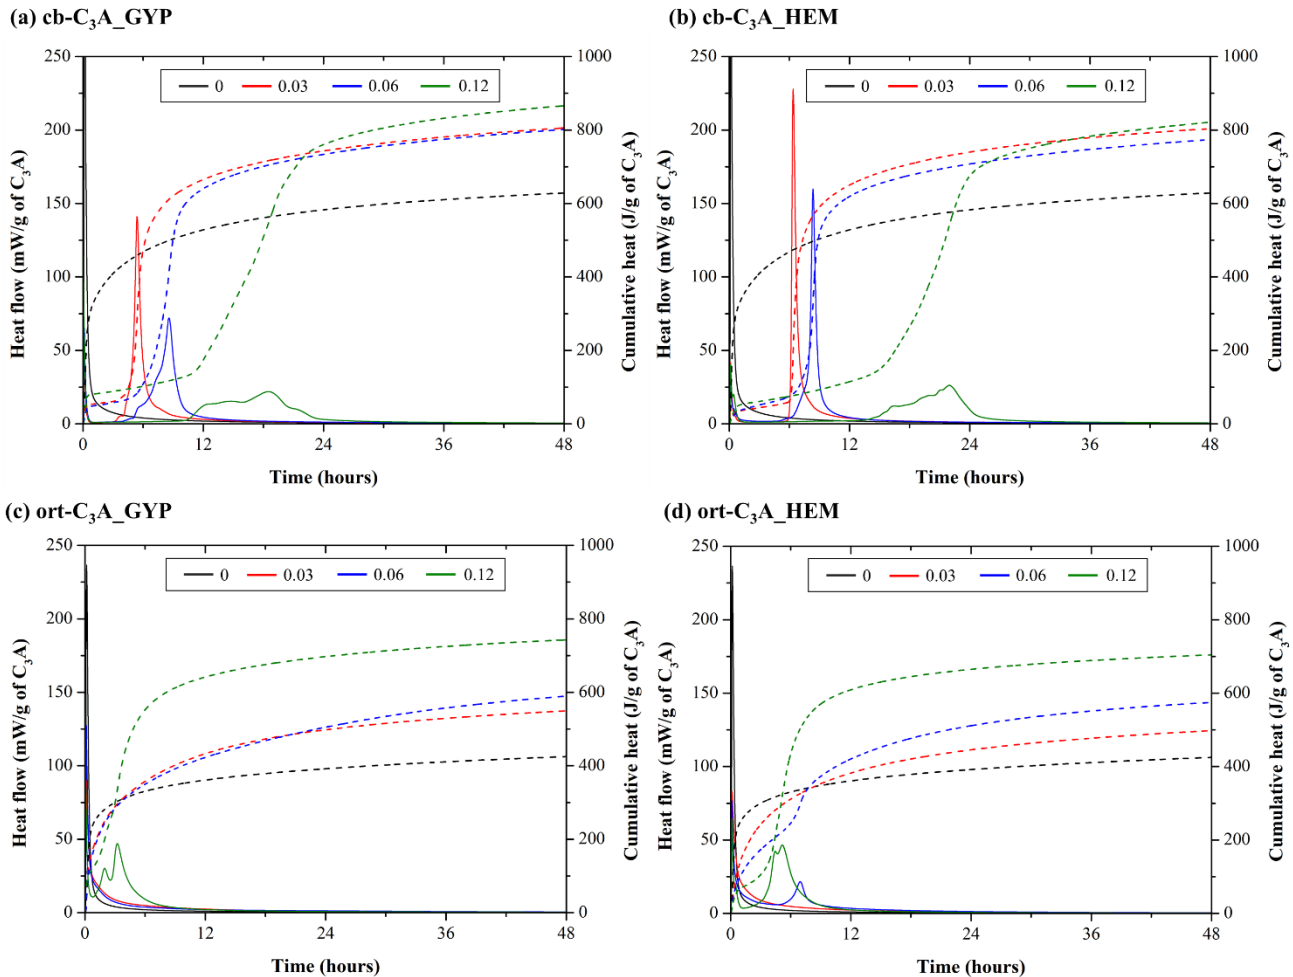 (a) cb-C₃A_GYP
250
200
150
100
50
0
Heat flow (mW/g of C₃A)
0 0.03 0.06 0.12
1000
800
600
400
200
0
Cumulative heat (J/g of C₃A)
0 12 24 36 48
Time (hours)
(b) cb-C₃A_HEM
250
200
150
100
50
0
Heat flow (mW/g of C₃A)
0 0.03 0.06 0.12
1000
800
600
400
200
0
Cumulative heat (J/g of C₃A)
0 12 24 36 48
Time (hours)
(c) ort-C₃A_GYP
250
200
150
100
50
0
Heat flow (mW/g of C₃A)
0 0.03 0.06 0.12
1000
800
600
400
200
0
Cumulative heat (J/g of C₃A)
0 12 24 36 48
Time (hours)
(d) ort-C₃A_HEM
250
200
150
100
50
0
Heat flow (mW/g of C₃A)
0 0.03 0.06 0.12
1000
800
600
400
200
0
Cumulative heat (J/g of C₃A)
0 12 24 36 48
Time (hours)